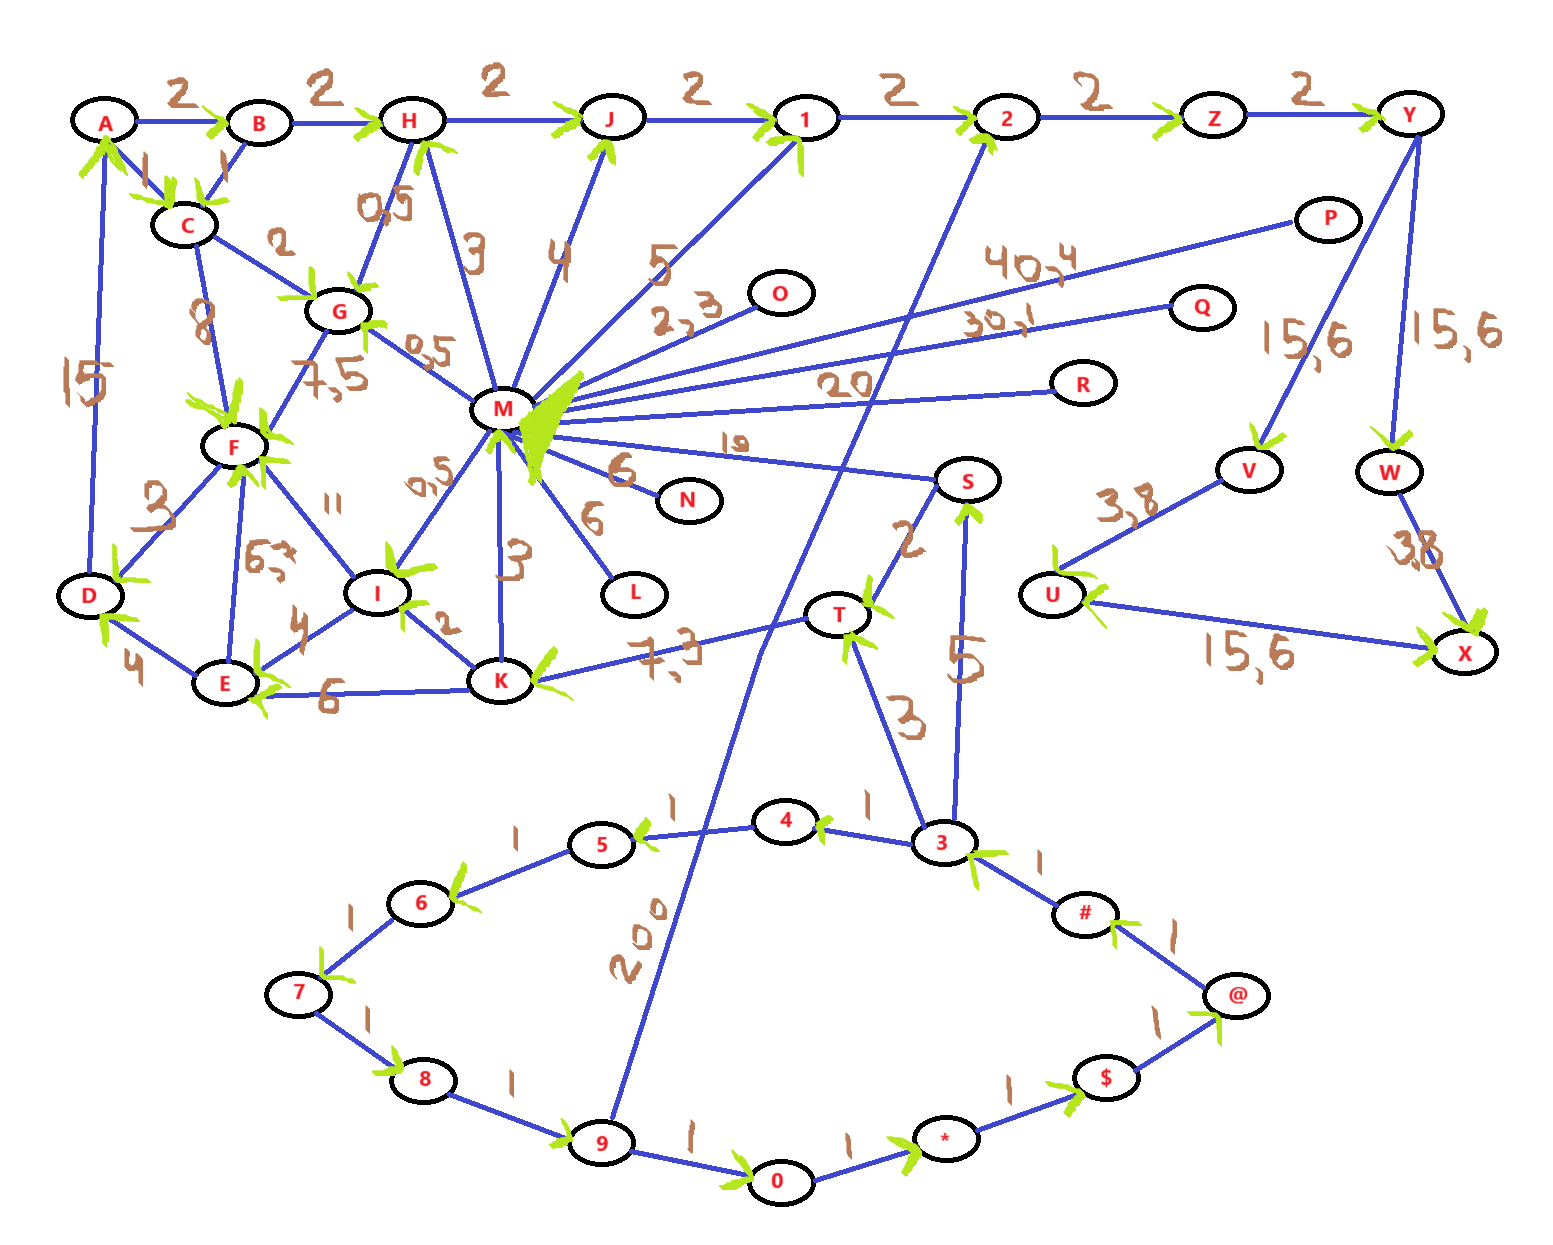 2 2 2 2 2 2 2
A B H J 1 2 Z Y
1 1
C 2 0,5 P
3 4 5 40,4
8 G 2,3 O 30,1 Q
15 7,5 0,5 20 R 15,6 15,6
M
F 0,5 10 S V W
11 6 N 2 3,8 3,8
3 6
D I 3 L T U
4 4 2 7,3 15,6 X
E 6 K 5
3
1 1
1 5 4 3 1
6 #
1 200 1
7 @
1 1
8 1 1 $
9 1 1 *
0